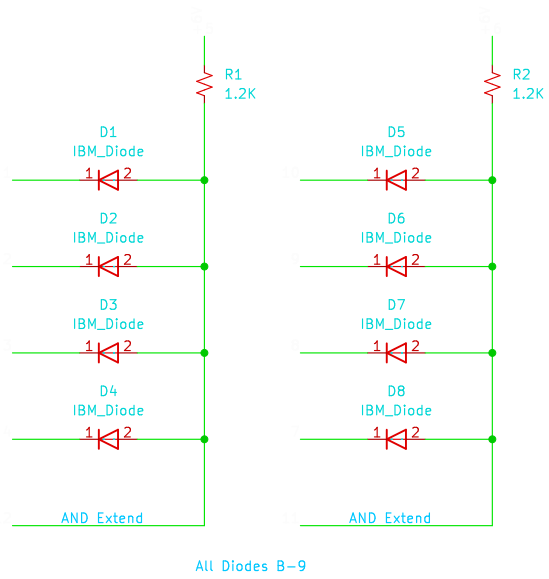 R1
1.2K
R2
1.2K
D1
IBM_Diode
1 2
D5
IBM_Diode
1 2
D2
IBM_Diode
1 2
D6
IBM_Diode
1 2
D3
IBM_Diode
1 2
D7
IBM_Diode
1 2
D4
IBM_Diode
1 2
D8
IBM_Diode
1 2
AND Extend
AND Extend
All Diodes B-9